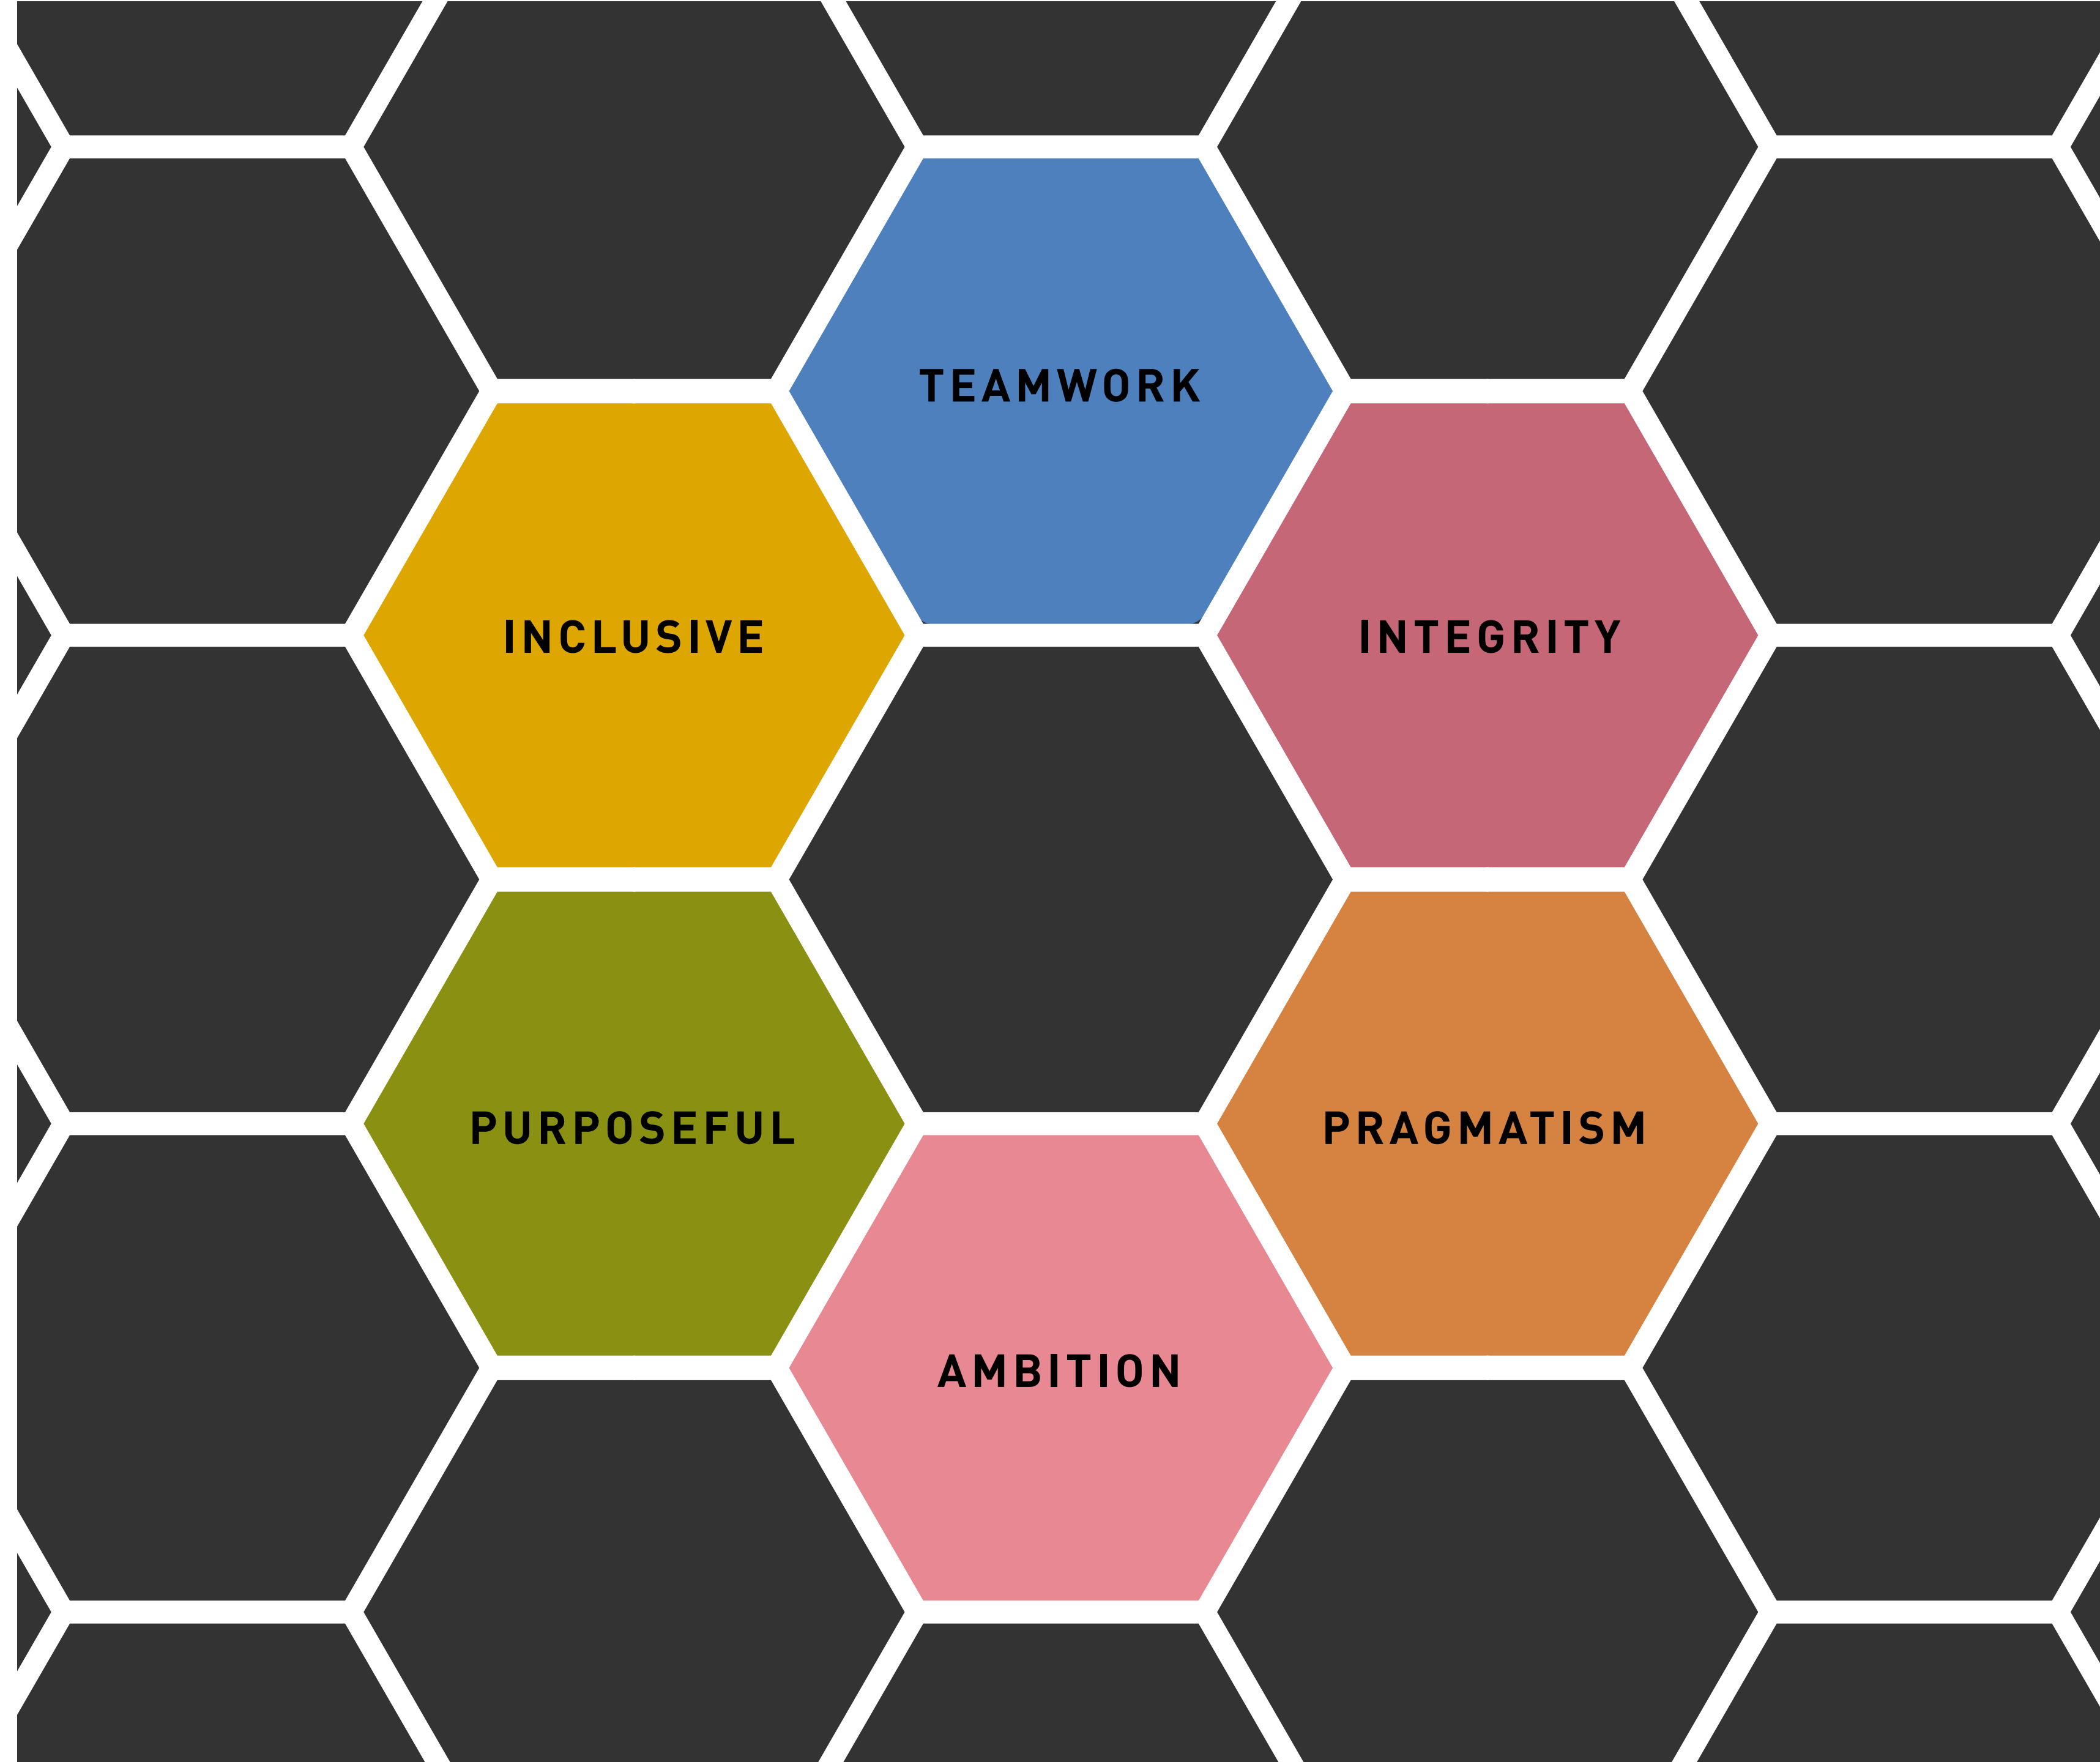 TEAMWORK
INCLUSIVE
INTEGRITY
PURPOSEFUL
PRAGMATISM
AMBITION